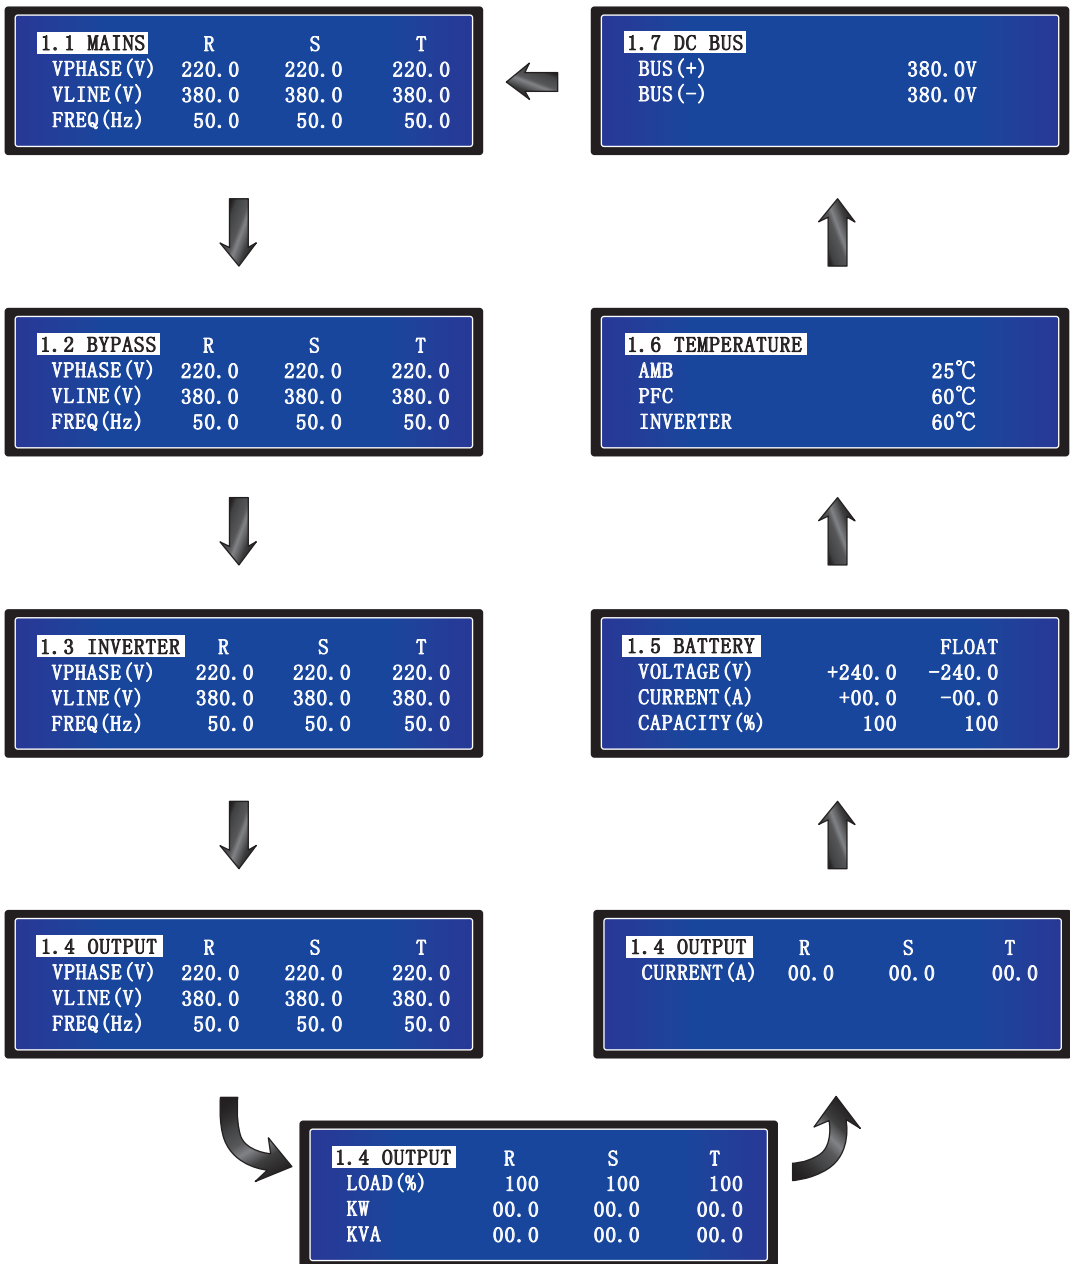 1.1 MAINS R S T
VPHASE(V) 220.0 220.0 220.0
VLINE(V) 380.0 380.0 380.0
FREQ(Hz) 50.0 50.0 50.0
1.2 BYPASS R S T
VPHASE(V) 220.0 220.0 220.0
VLINE(V) 380.0 380.0 380.0
FREQ(Hz) 50.0 50.0 50.0
1.3 INVERTER R S T
VPHASE(V) 220.0 220.0 220.0
VLINE(V) 380.0 380.0 380.0
FREQ(Hz) 50.0 50.0 50.0
1.4 OUTPUT R S T
VPHASE(V) 220.0 220.0 220.0
VLINE(V) 380.0 380.0 380.0
FREQ(Hz) 50.0 50.0 50.0
1.4 OUTPUT R S T
LOAD(%) 100 100 100
KW 00.0 00.0 00.0
KVA 00.0 00.0 00.0
1.4 OUTPUT R S T
CURRENT(A) 00.0 00.0 00.0
1.5 BATTERY FLOAT
VOLTAGE(V) +240.0 -240.0
CURRENT(A) +00.0 -00.0
CAPACITY(%) 100 100
1.6 TEMPERATURE
AMB 25℃
PFC 60℃
INVERTER 60℃
1.7 DC BUS
BUS(+) 380.0V
BUS(-) 380.0V